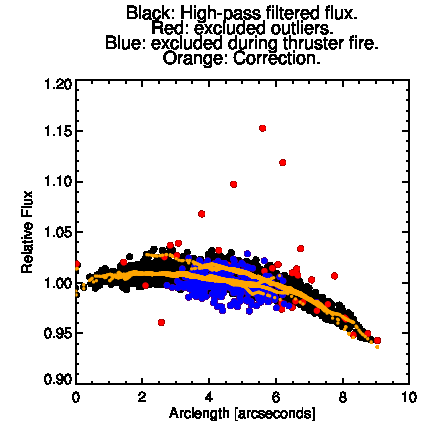 Black: High-pass filtered flux.
Red: excluded outliers.
Blue: excluded during thruster fire.
Orange: Correction.
1.20
1.15
1.10
1.05
1.00
0.95
0.90
Relative Flux
0 2 4 6 8 10
Arclength [arcseconds]